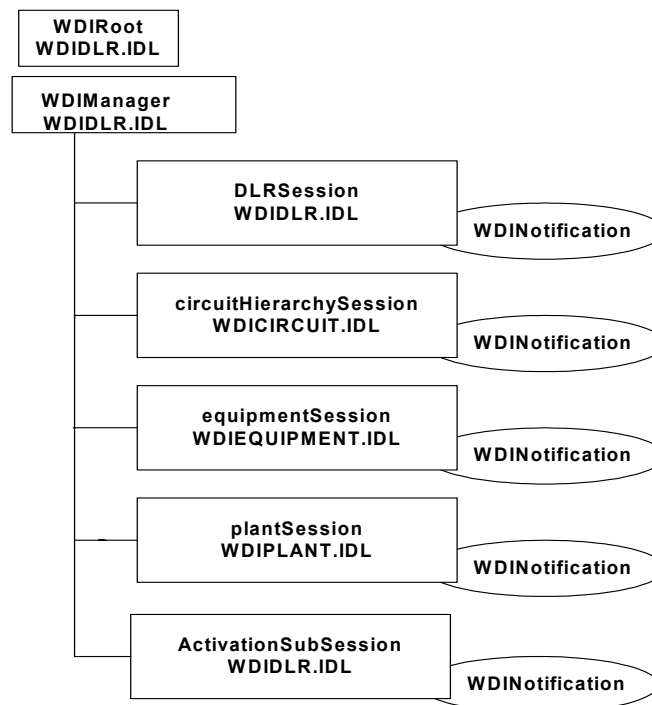 WDIRoot
WDIDLR.IDL
WDIManager
WDIDLR.IDL
DLRSession
WDIDLR.IDL
WDINotification
circuitHierarchySession
WDICIRCUIT.IDL
WDINotification
equipmentSession
WDIEQUIPMENT.IDL
WDINotification
plantSession
WDIPLANT.IDL
WDINotification
ActivationSubSession
WDIDLR.IDL
WDINotification